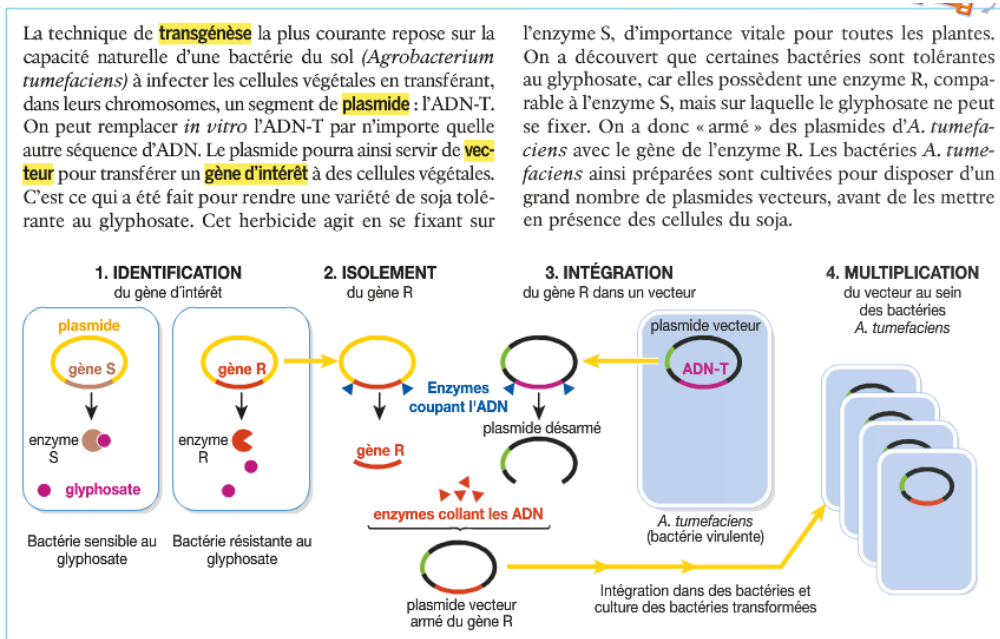 La technique de transgénèse la plus courante repose sur la
capacité naturelle d'une bactérie du sol (Agrobacterium
tumefaciens) à infecter les cellules végétales en transférant,
dans leurs chromosomes, un segment de plasmide : l'ADN-T.
On peut remplacer in vitro l'ADN-T par n'importe quelle
autre séquence d'ADN. Le plasmide pourra ainsi servir de vec-
teur pour transférer un gène d'intérêt à des cellules végétales.
C'est ce qui a été fait pour rendre une variété de soja tolé-
rante au glyphosate. Cet herbicide agit en se fixant sur
l'enzyme S, d'importance vitale pour toutes les plantes.
On a découvert que certaines bactéries sont tolérantes
au glyphosate, car elles possèdent une enzyme R, compa-
rable à l'enzyme S, mais sur laquelle le glyphosate ne peut
se fixer. On a donc « armé » des plasmides d'A. tumefa-
ciens avec le gène de l'enzyme R. Les bactéries A. tume-
faciens ainsi préparées sont cultivées pour disposer d'un
grand nombre de plasmides vecteurs, avant de les mettre
en présence des cellules du soja.
1. IDENTIFICATION
du gène d'intérêt
plasmide
gène S
enzyme
S
glyphosate
Bactérie sensible au
glyphosate
gène R
enzyme
R
Bactérie résistante au
glyphosate
2. ISOLEMENT
du gène R
Enzymes
coupant l'ADN
gène R
3. INTÉGRATION
du gène R dans un vecteur
plasmide désarmé
plasmide vecteur
ADN-T
A. tumefaciens
(bactérie virulente)
enzymes collant les ADN
plasmide vecteur
armé du gène R
Intégration dans des bactéries et
culture des bactéries transformées
4. MULTIPLICATION
du vecteur au sein
des bactéries
A. tumefaciens